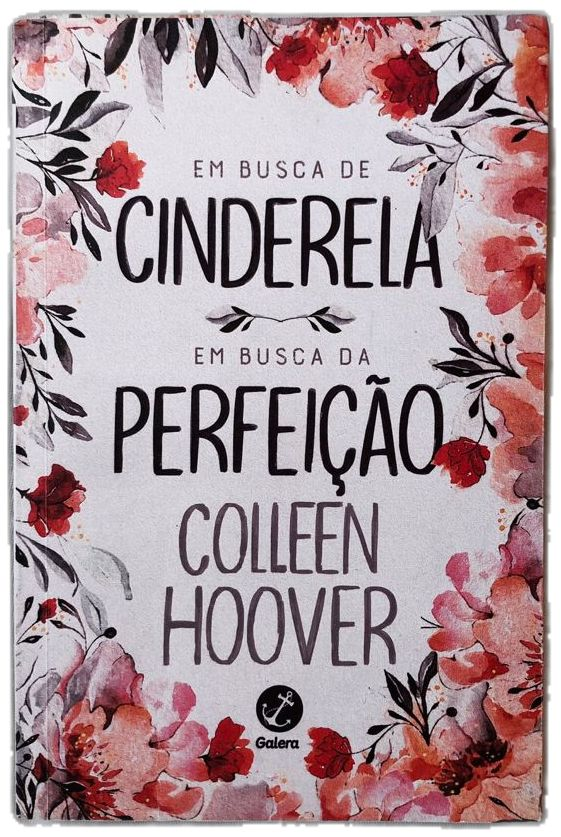 EM BUSCA DE
CINDERELA
EM BUSCA DA
PERFEIÇÃO
COLLEEN
HOOVER
Galera